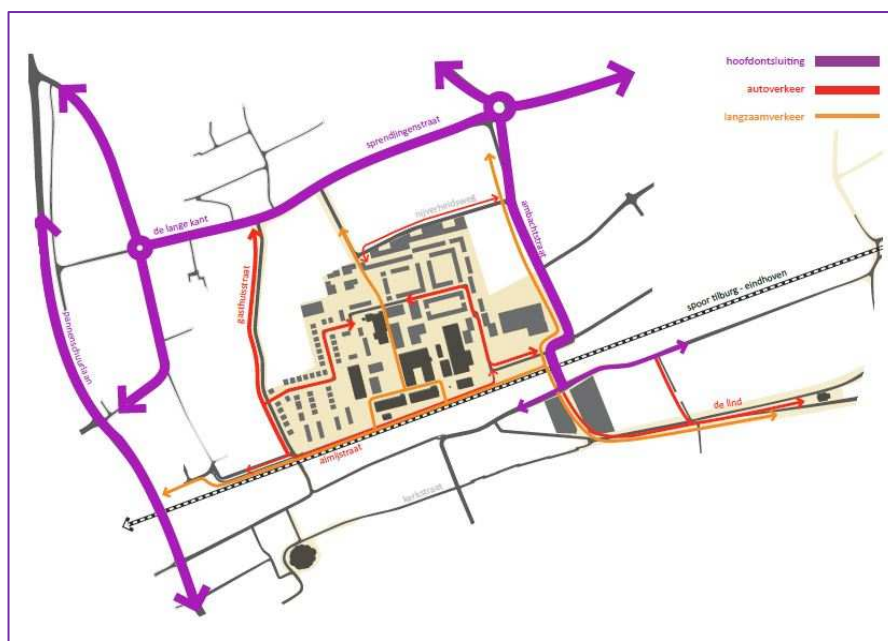 hoofdontsluiting
autoverkeer
langzaamverkeer
sprendlingenstraat
nijverheidsweg
de lange kant
ambachtstraat
gasthuisstraat
spoor tilburg - eindhoven
pannenschuurlaan
de lind
almijstraat
kerkstraat